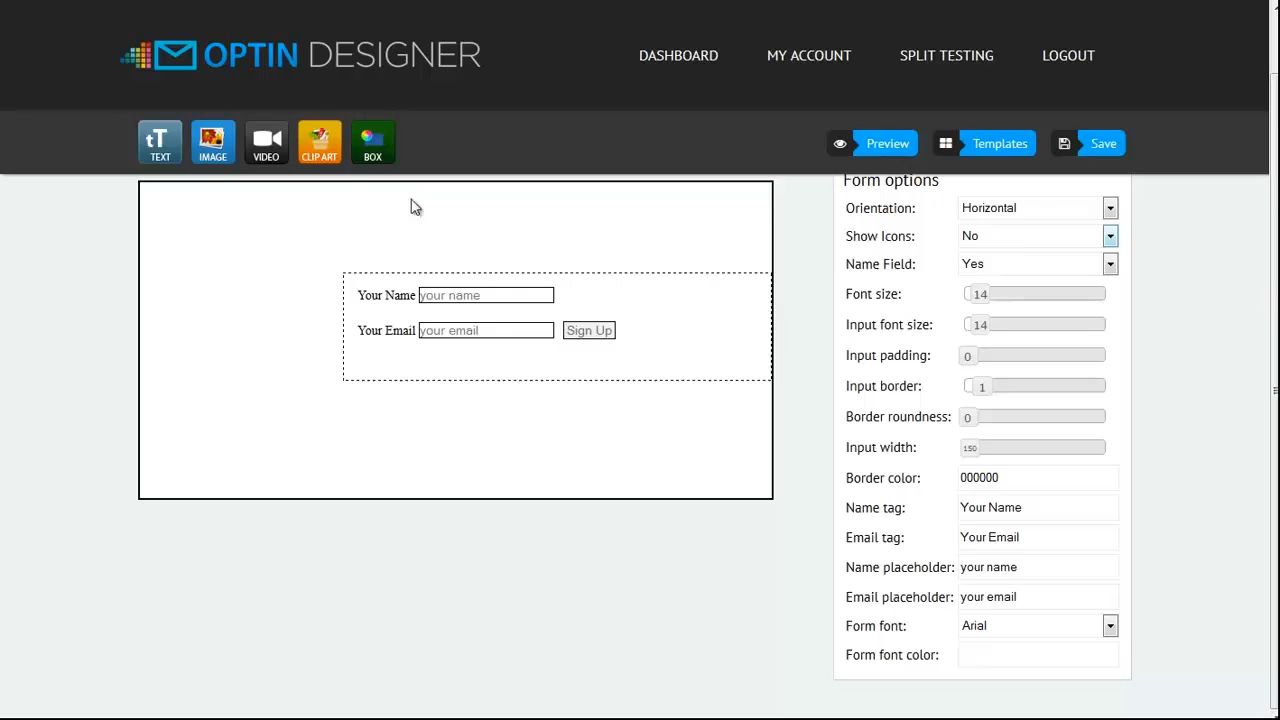 OPTIN DESIGNER
DASHBOARD MY ACCOUNT SPLIT TESTING LOGOUT
tT TEXT IMAGE VIDEO CLIP ART BOX Preview Templates Save
Form options
Orientation: Horizontal
Show Icons: No
Name Field: Yes
Font size: 14
Input font size: 14
Input padding: 0
Input border: 1
Border roundness: 0
Input width: 150
Border color: 000000
Name tag: Your Name
Email tag: Your Email
Name placeholder: your name
Email placeholder: your email
Form font: Arial
Form font color:
Your Name your name
Your Email your email Sign Up